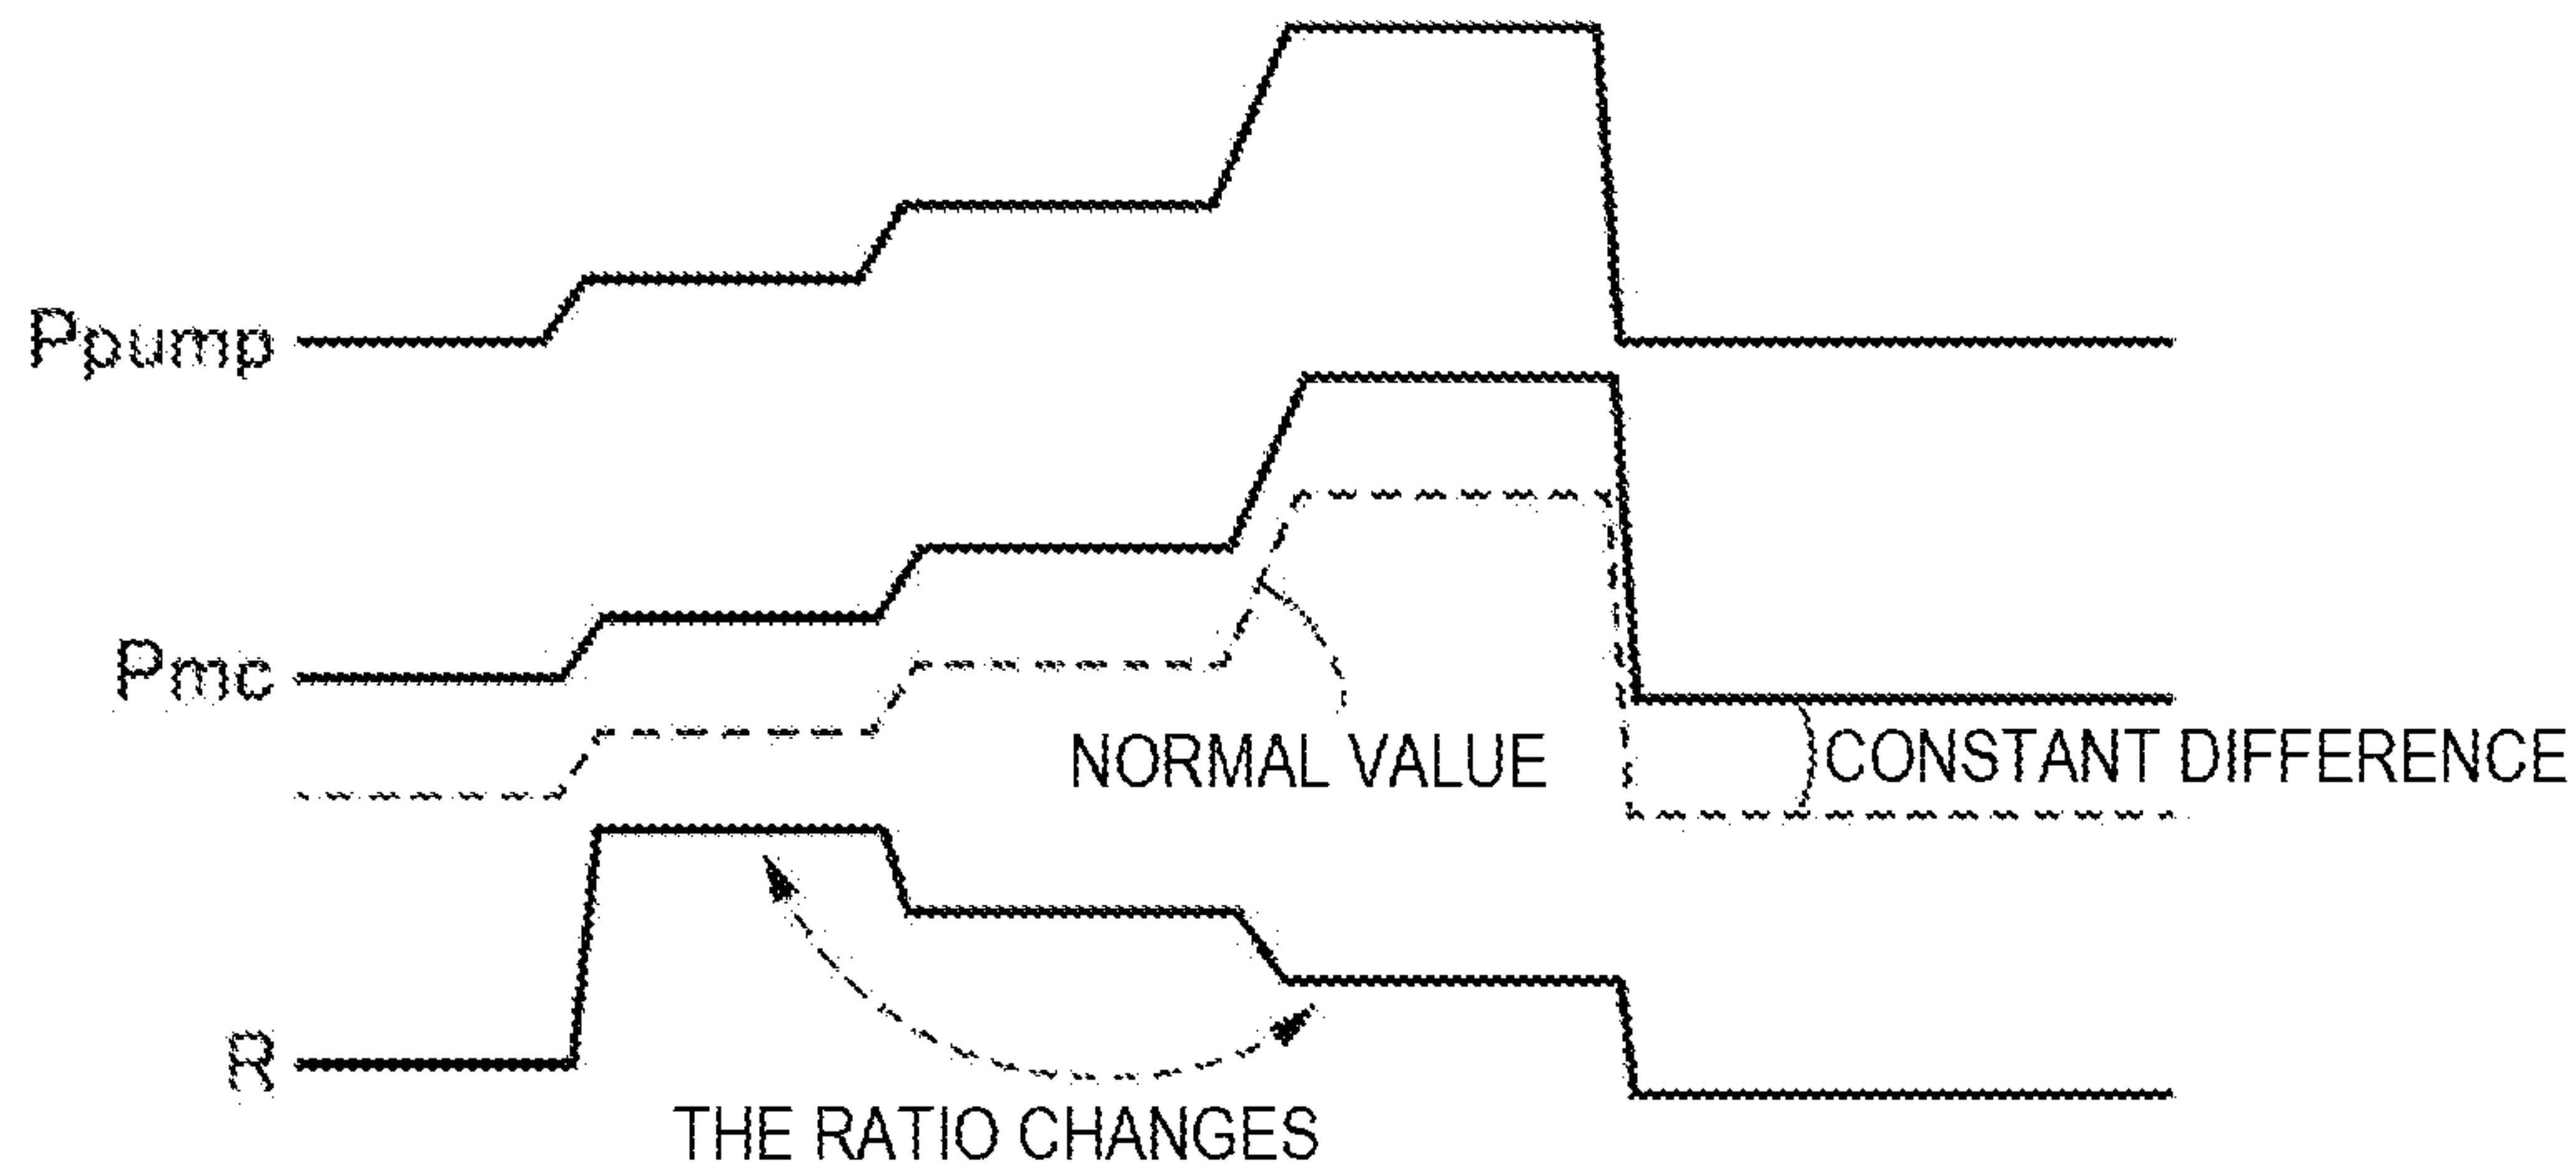 Ppump
Pmc
NORMAL VALUE
CONSTANT DIFFERENCE
R
THE RATIO CHANGES